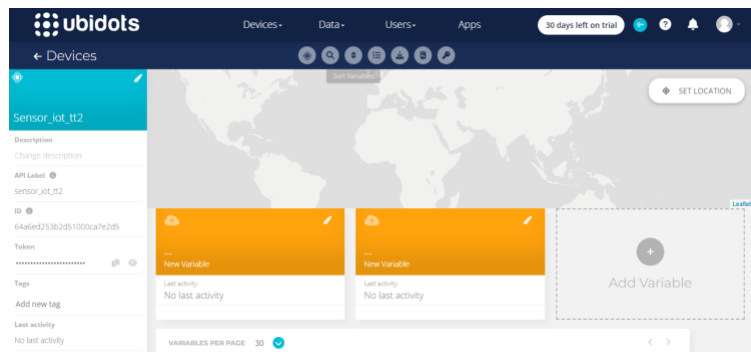 ubidots
Devices
Data
Users
Apps
30 days left on trial
9+
?
← Devices
Sort Variables
SET LOCATION
Sensor_iot_tt2
Description
Change description
API Label
sensor_iot_tt2
ID
64a6ed253b2d51000ca7e2d5
Token
Tags
Add new tag
Last activity
No last activity
Leaflet
New Variable
Last activity
No last activity
New Variable
Last activity
No last activity
Add Variable
VARIABLES PER PAGE 30